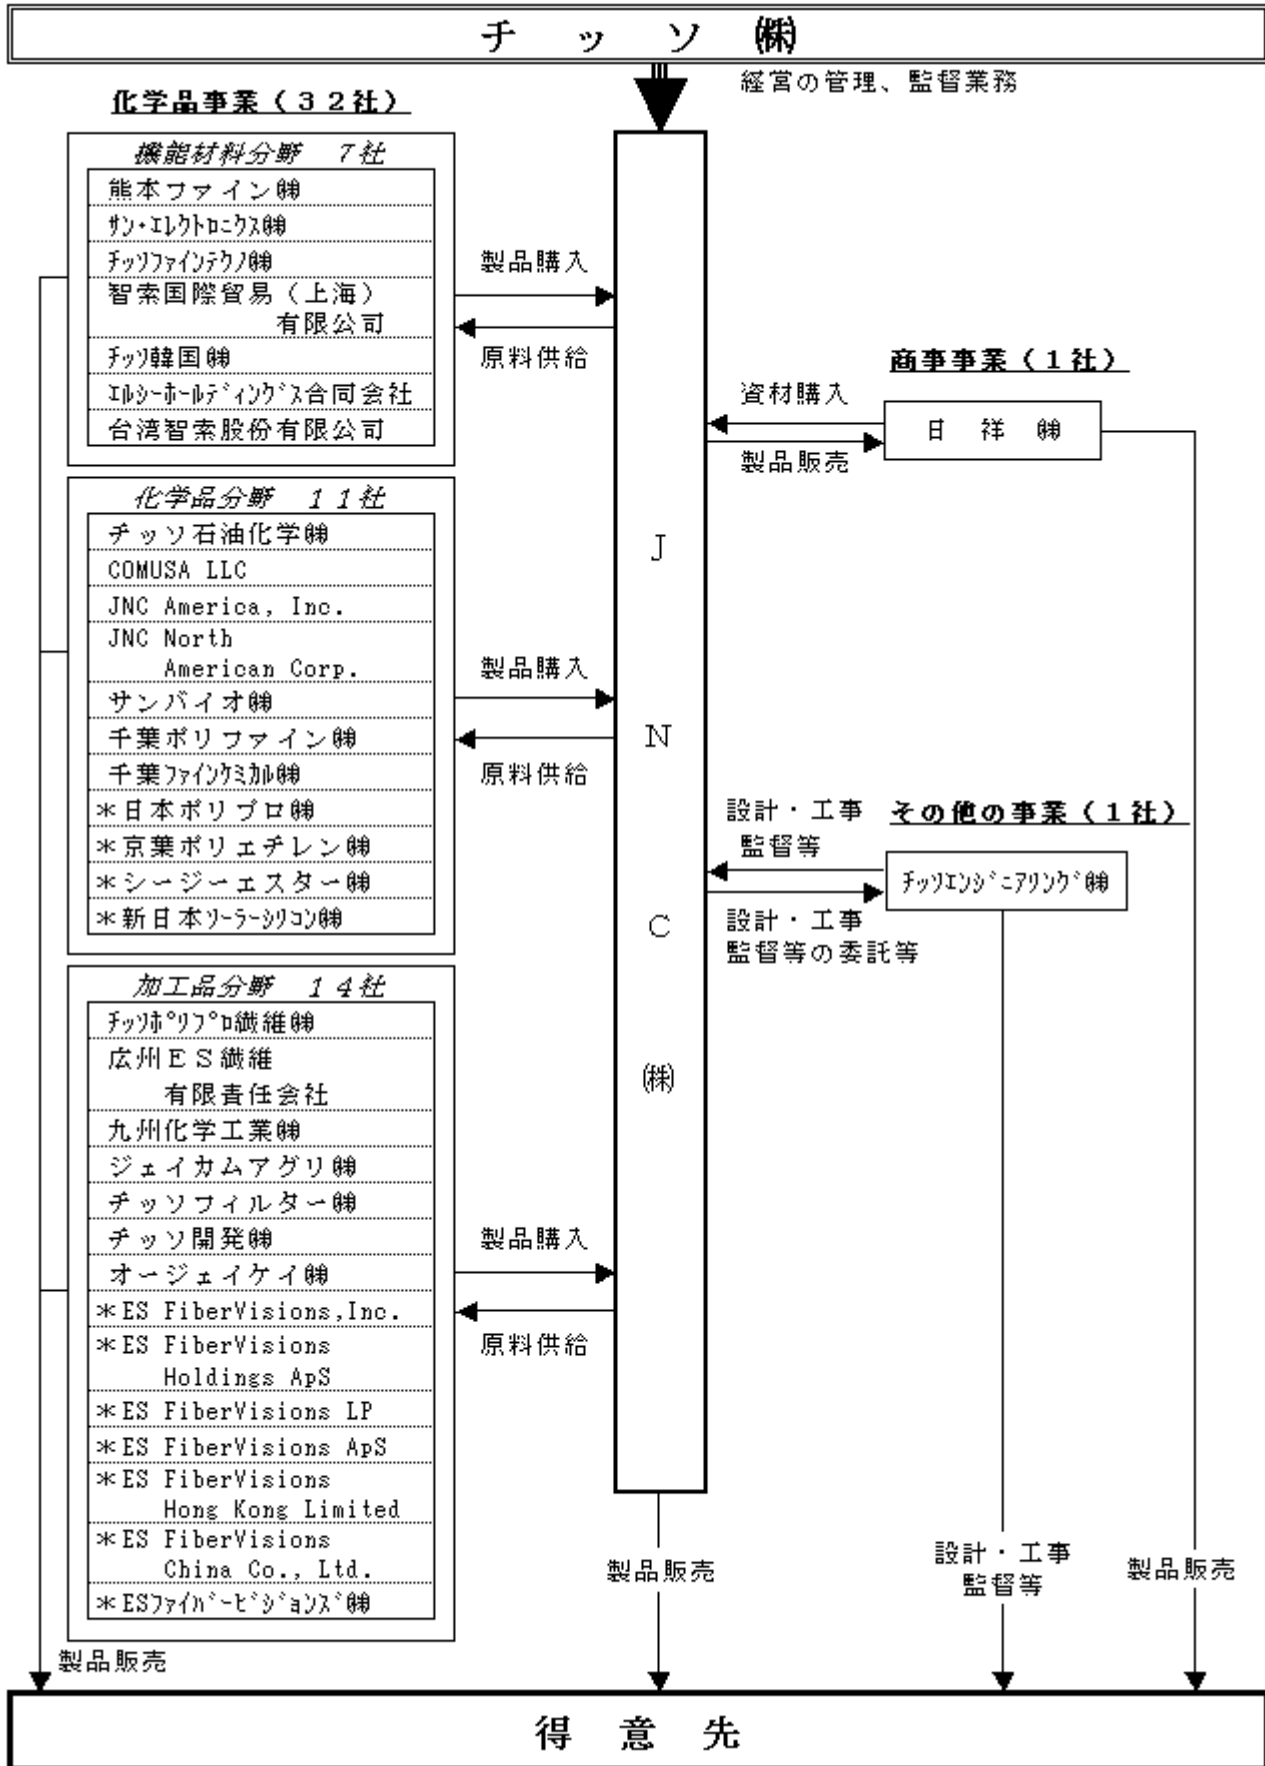 チッソ㈱
経営の管理、監督業務
化学品事業（３２社）
機能材料分野　７社
熊本ファイン㈱
ｻﾝ･ｴﾚｸﾄﾛﾆｸｽ㈱
ﾁｯｿﾌｧｲﾝﾃｸﾉ㈱
智索国際貿易（上海）
有限公司
ﾁｯｿ韓国㈱
ｴﾙｼｰﾎｰﾙﾃﾞｨﾝｸﾞｽ合同会社
台湾智索股份有限公司
製品購入
原料供給
化学品分野　１１社
チッソ石油化学㈱
COMUSA LLC
JNC America, Inc.
JNC North
American Corp.
サンバイオ㈱
千葉ポリファイン㈱
千葉ﾌｧｲﾝｹﾐｶﾙ㈱
＊日本ポリプロ㈱
＊京葉ポリエチレン㈱
＊シージーエスター㈱
＊新日本ｿｰﾗｰｼﾘｺﾝ㈱
製品購入
原料供給
加工品分野　１４社
ﾁｯｿﾎﾟﾘﾌﾟﾛ繊維㈱
広州ＥＳ繊維
有限責任会社
九州化学工業㈱
ジェイカムアグリ㈱
チッソフィルター㈱
チッソ開発㈱
オージェイケイ㈱
＊ES FiberVisions,Inc.
＊ES FiberVisions
Holdings ApS
＊ES FiberVisions LP
＊ES FiberVisions ApS
＊ES FiberVisions
Hong Kong Limited
＊ES FiberVisions
China Co., Ltd.
＊ESﾌｧｲﾊﾞｰﾋﾞｼﾞｮﾝｽﾞ㈱
製品購入
原料供給
製品販売
ＪＮＣ㈱
製品販売
商事事業（１社）
資材購入
日祥㈱
製品販売
その他の事業（１社）
設計・工事
監督等
ﾁｯｿｴﾝｼﾞﾆｱﾘﾝｸﾞ㈱
設計・工事
監督等の委託等
設計・工事
監督等
製品販売
得意先